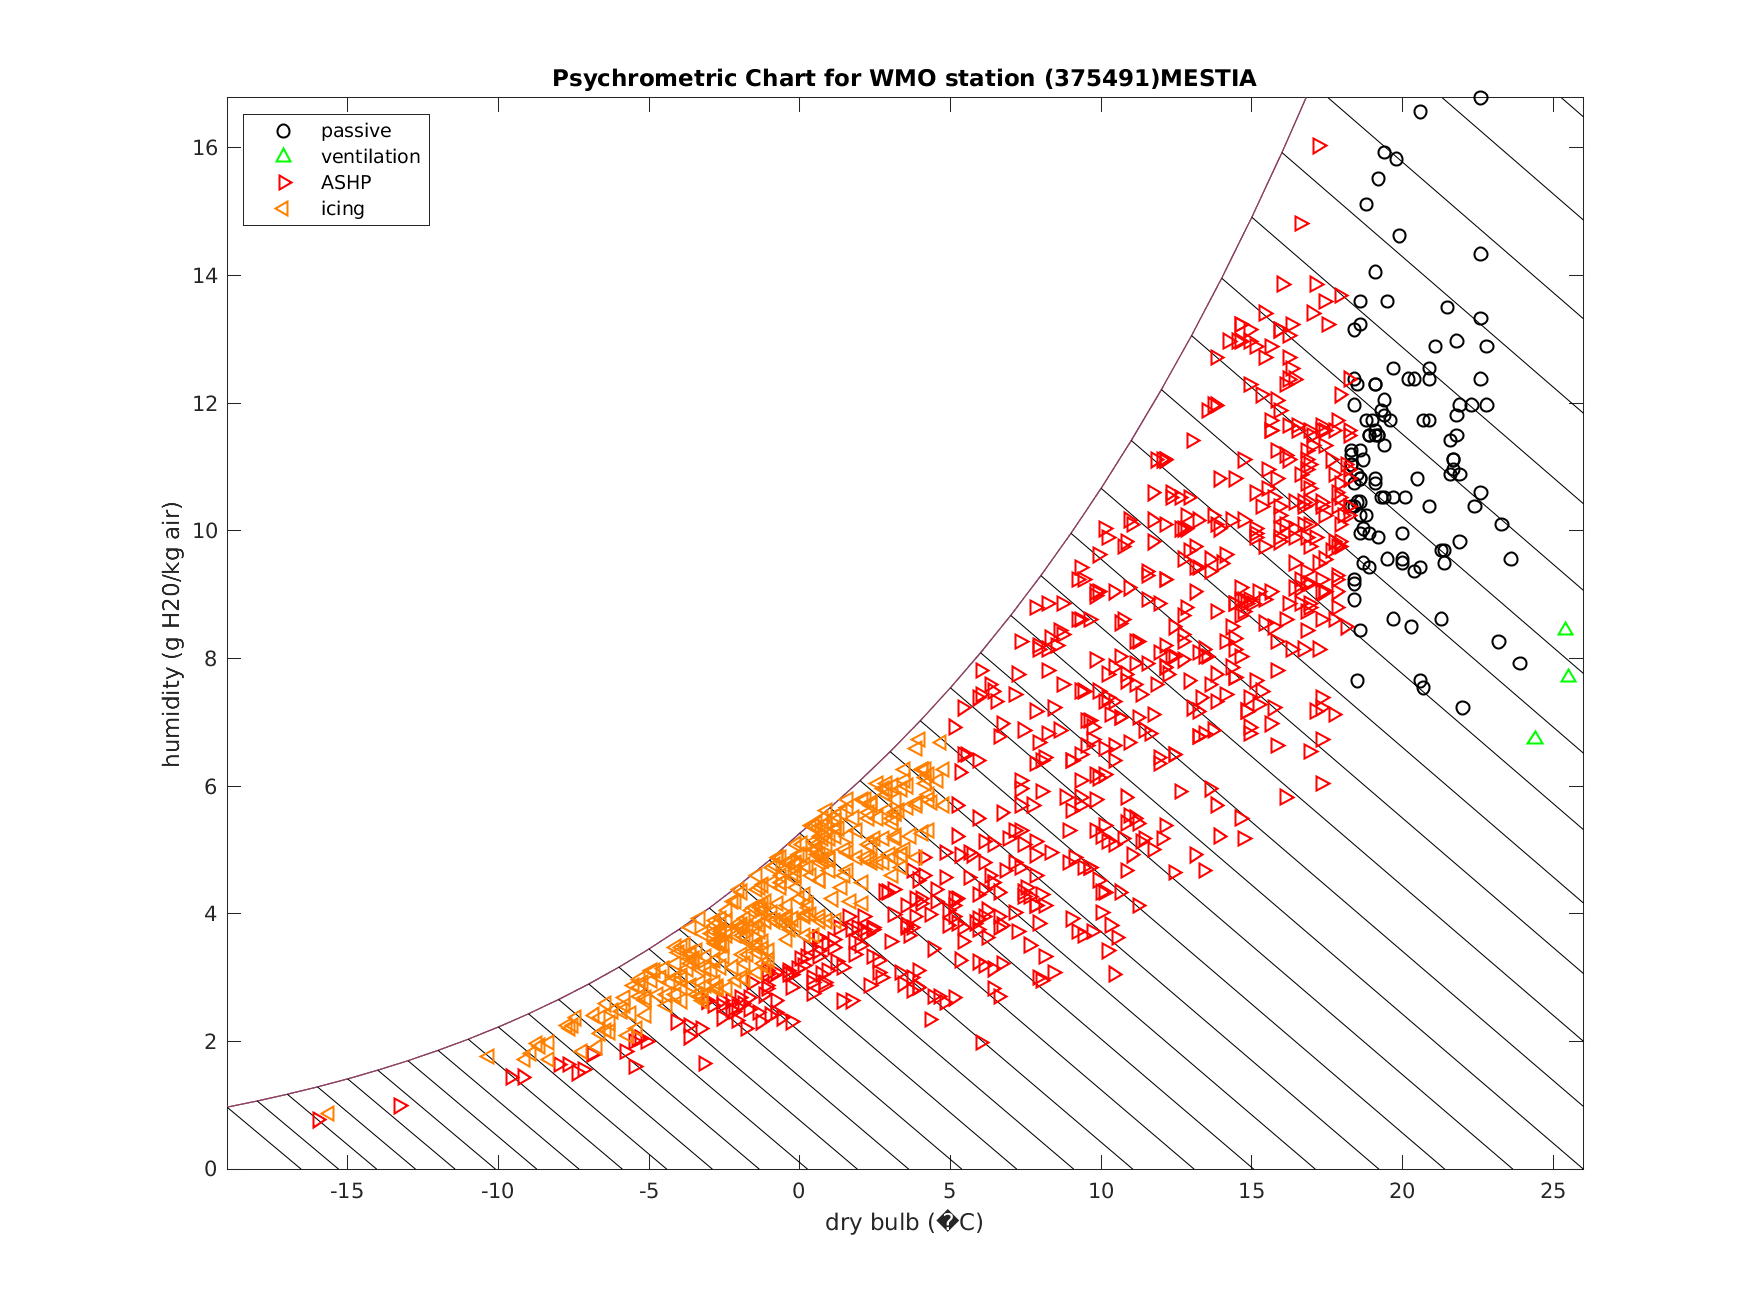 Psychrometric Chart for WMO station (375491)MESTIA
passive
ventilation
ASHP
icing
16
14
12
10
8
6
4
2
0
humidity (g H20/kg air)
-15 -10 -5 0 5 10 15 20 25
dry bulb (�C)